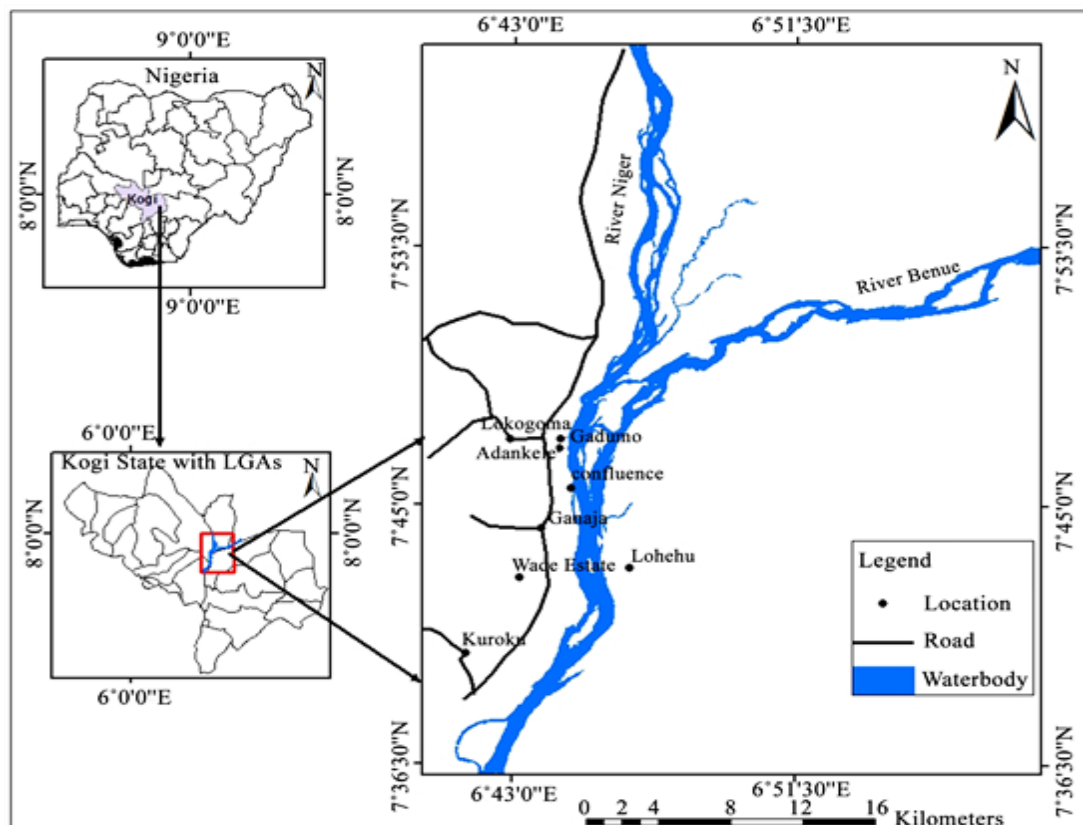 9°0'0"E
Nigeria
N
8°0'0"N
8°0'0"N
Kogi
9°0'0"E
6°0'0"E
Kogi State with LGAs
N
8°0'0"N
8°0'0"N
6°0'0"E
6°43'0"E
6°51'30"E
N
River Niger
7°53'30"N
7°53'30"N
River Benue
Lokogoma
Gadumo
Adankele
confluence
7°45'0"N
7°45'0"N
Gauaja
Wade Estate
Lohehu
Kuroku
Legend
Location
Road
Waterbody
7°36'30"N
7°36'30"N
6°43'0"E
6°51'30"E
0 2 4 8 12 16
Kilometers